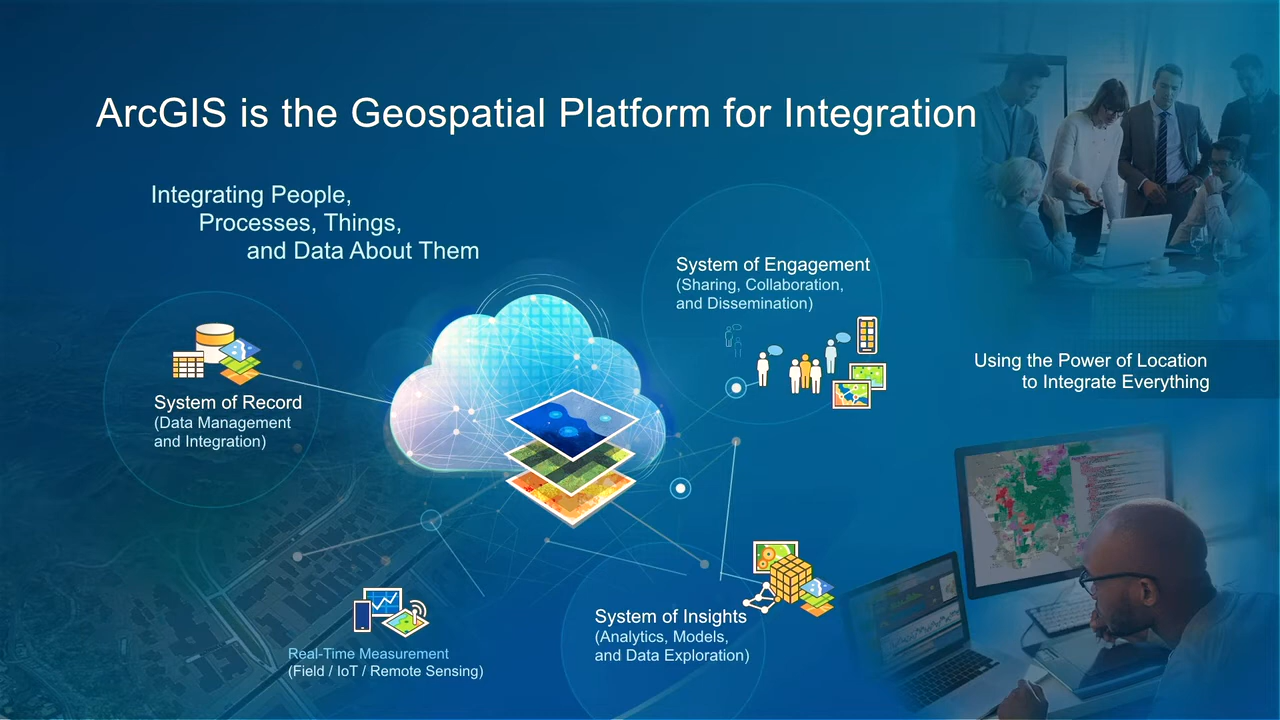 ArcGIS is the Geospatial Platform for Integration
Integrating People,
Processes, Things,
and Data About Them
System of Engagement
(Sharing, Collaboration,
and Dissemination)
Using the Power of Location
to Integrate Everything
System of Record
(Data Management
and Integration)
System of Insights
(Analytics, Models,
and Data Exploration)
Real-Time Measurement
(Field / IoT / Remote Sensing)